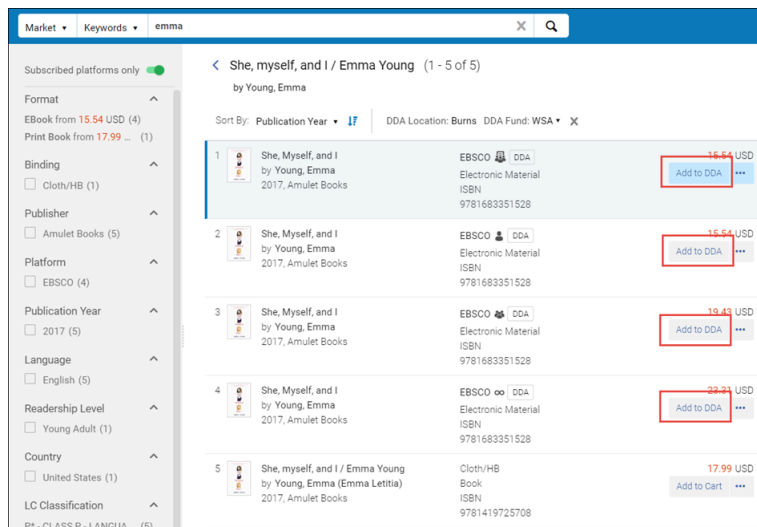 Market Keywords emma
Subscribed platforms only
Format
EBook from 15.54 USD (4)
Print Book from 17.99 ... (1)
Binding
Cloth/HB (1)
Publisher
Amulet Books (5)
Platform
EBSCO (4)
Publication Year
2017 (5)
Language
English (5)
Readership Level
Young Adult (1)
Country
United States (1)
LC Classification
She, myself, and I / Emma Young (1 - 5 of 5)
by Young, Emma
Sort By: Publication Year DDA Location: Burns DDA Fund: WSA
1 She, Myself, and I
by Young, Emma
2017, Amulet Books
EBSCO DDA
Electronic Material
ISBN
9781683351528
15.54 USD
Add to DDA
2 She, Myself, and I
by Young, Emma
2017, Amulet Books
EBSCO DDA
Electronic Material
ISBN
9781683351528
15.54 USD
Add to DDA
3 She, Myself, and I
by Young, Emma
2017, Amulet Books
EBSCO DDA
Electronic Material
ISBN
9781683351528
19.43 USD
Add to DDA
4 She, Myself, and I
by Young, Emma
2017, Amulet Books
EBSCO DDA
Electronic Material
ISBN
9781683351528
23.31 USD
Add to DDA
5 She, myself, and I / Emma Young
by Young, Emma (Emma Letitia)
2017, Amulet Books
Cloth/HB
Book
ISBN
9781419725708
17.99 USD
Add to Cart